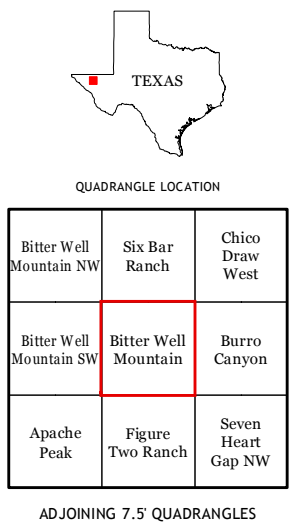 TEXAS
QUADRANGLE LOCATION
Bitter Well
Mountain NW
Six Bar
Ranch
Chico
Draw
West
Bitter Well
Mountain SW
Bitter Well
Mountain
Burro
Canyon
Apache
Peak
Figure
Two Ranch
Seven
Heart
Gap NW
ADJOINING 7.5' QUADRANGLES